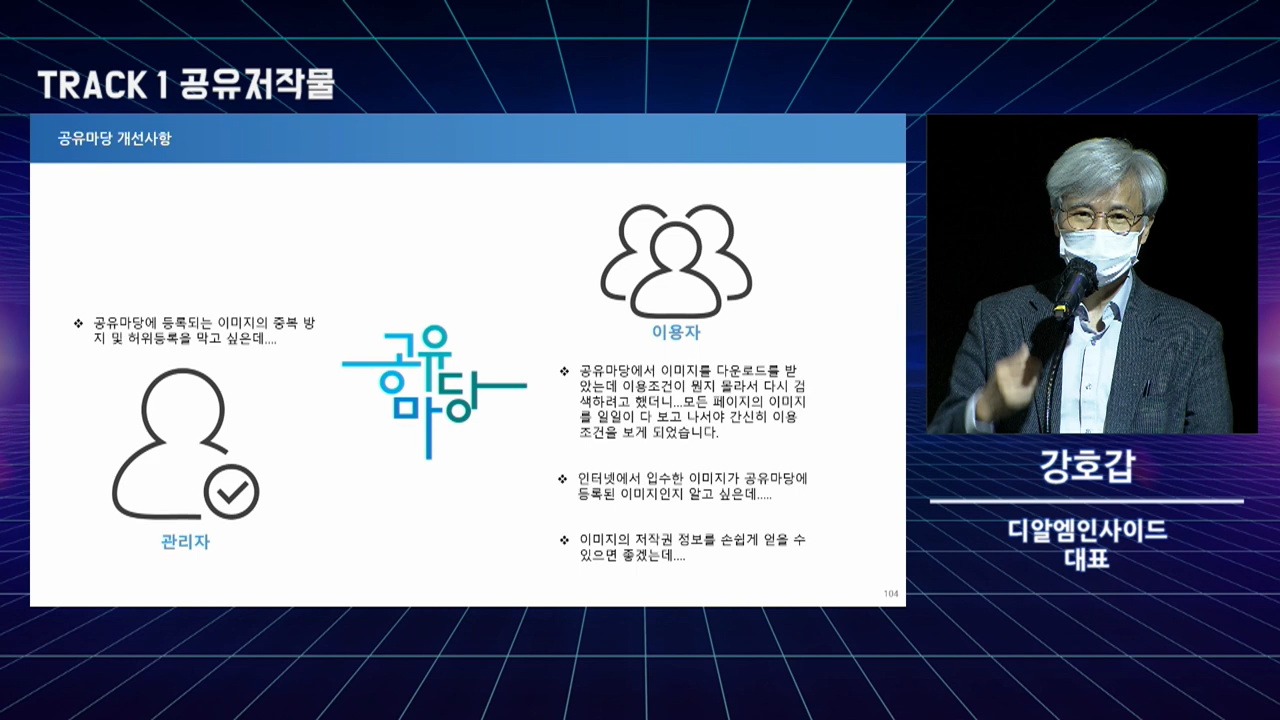 TRACK 1 공유저작물
공유마당 개선사항
❖ 공유마당에 등록되는 이미지의 중복 방
지 및 허위등록을 막고 싶은데....
관리자
공유
마당
이용자
❖ 공유마당에서 이미지를 다운로드를 받
았는데 이용조건이 뭔지 몰라서 다시 검
색하려고 했더니...모든 페이지의 이미지
를 일일이 다 보고 나서야 간신히 이용
조건을 보게 되었습니다.
❖ 인터넷에서 입수한 이미지가 공유마당에
등록된 이미지인지 알고 싶은데.....
❖ 이미지의 저작권 정보를 손쉽게 얻을 수
있으면 좋겠는데....
104
강호갑
디알엠인사이드
대표